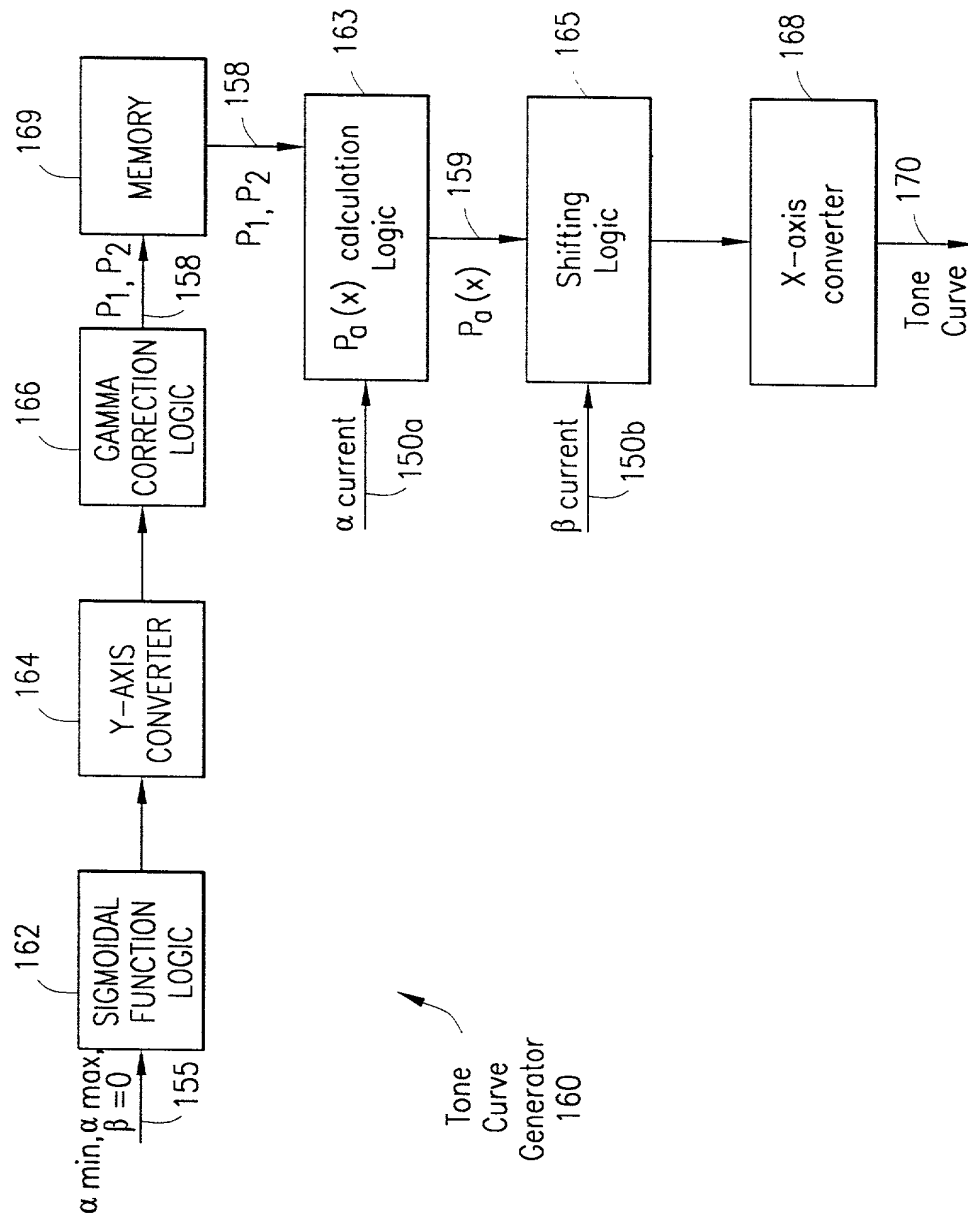 α min, α max,
β =0
155
162
SIGMOIDAL
FUNCTION
LOGIC
164
Y-AXIS
CONVERTER
166
GAMMA
CORRECTION
LOGIC
P1, P2
158
169
MEMORY
158
P1, P2
163
Pα (x) calculation
Logic
α current
150a
159
Pα (x)
165
Shifting
Logic
β current
150b
168
X-axis
converter
170
Tone
Curve
Tone
Curve
Generator
160